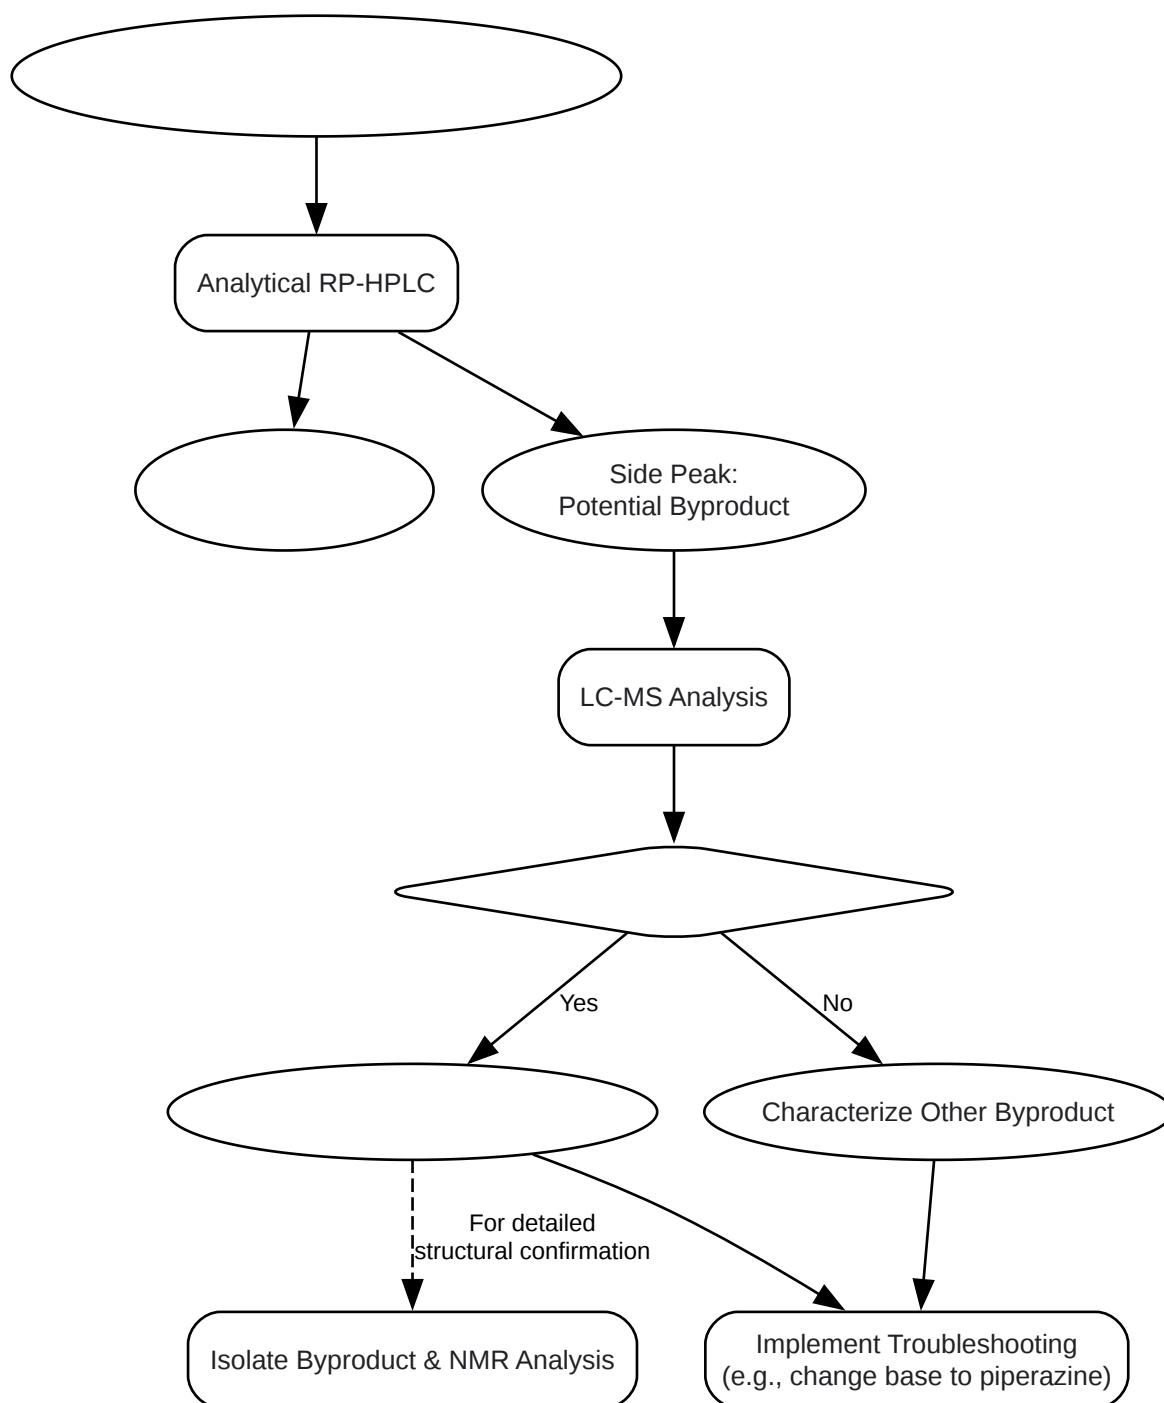 Analytical RP-HPLC
Side Peak:
Potential Byproduct
LC-MS Analysis
Yes
No
Characterize Other Byproduct
For detailed
structural confirmation
Isolate Byproduct & NMR Analysis
Implement Troubleshooting
(e.g., change base to piperazine)